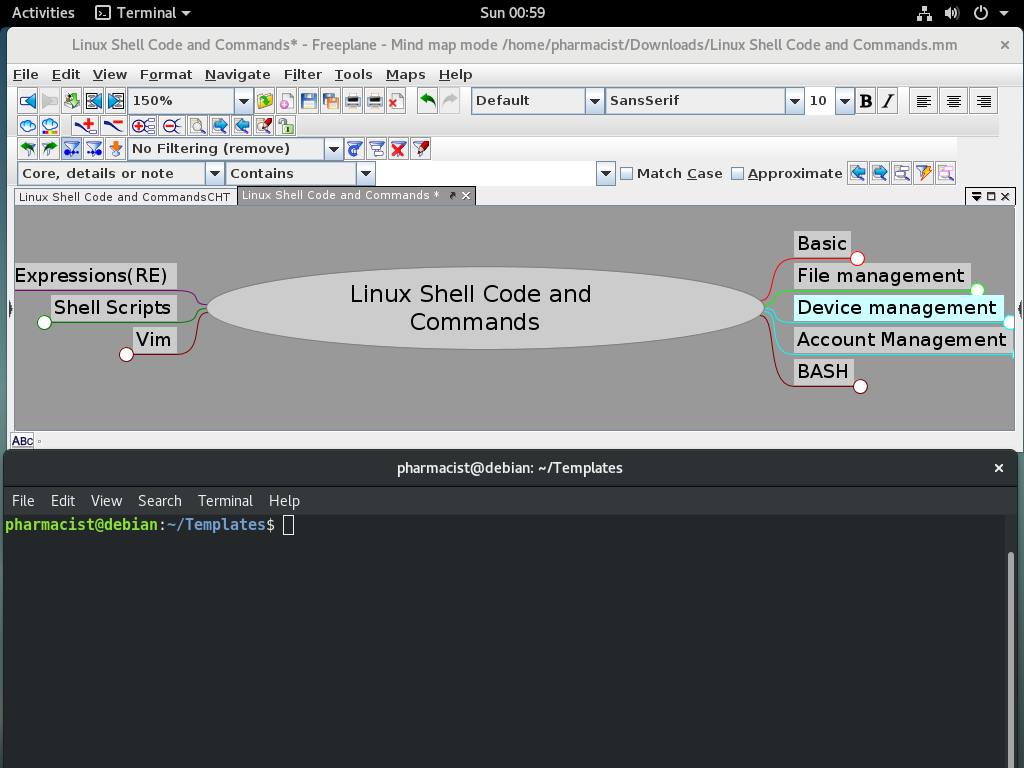 Activities Terminal Sun 00:59
Linux Shell Code and Commands* - Freeplane - Mind map mode /home/pharmacist/Downloads/Linux Shell Code and Commands.mm
File Edit View Format Navigate Filter Tools Maps Help
150% Default SansSerif 10 B I
No Filtering (remove)
Core, details or note Contains Match Case Approximate
Linux Shell Code and CommandsCHT Linux Shell Code and Commands *
Expressions(RE)
Shell Scripts
Vim
Linux Shell Code and
Commands
Basic
File management
Device management
Account Management
BASH
ABC
pharmacist@debian: ~/Templates
File Edit View Search Terminal Help
pharmacist@debian:~/Templates$